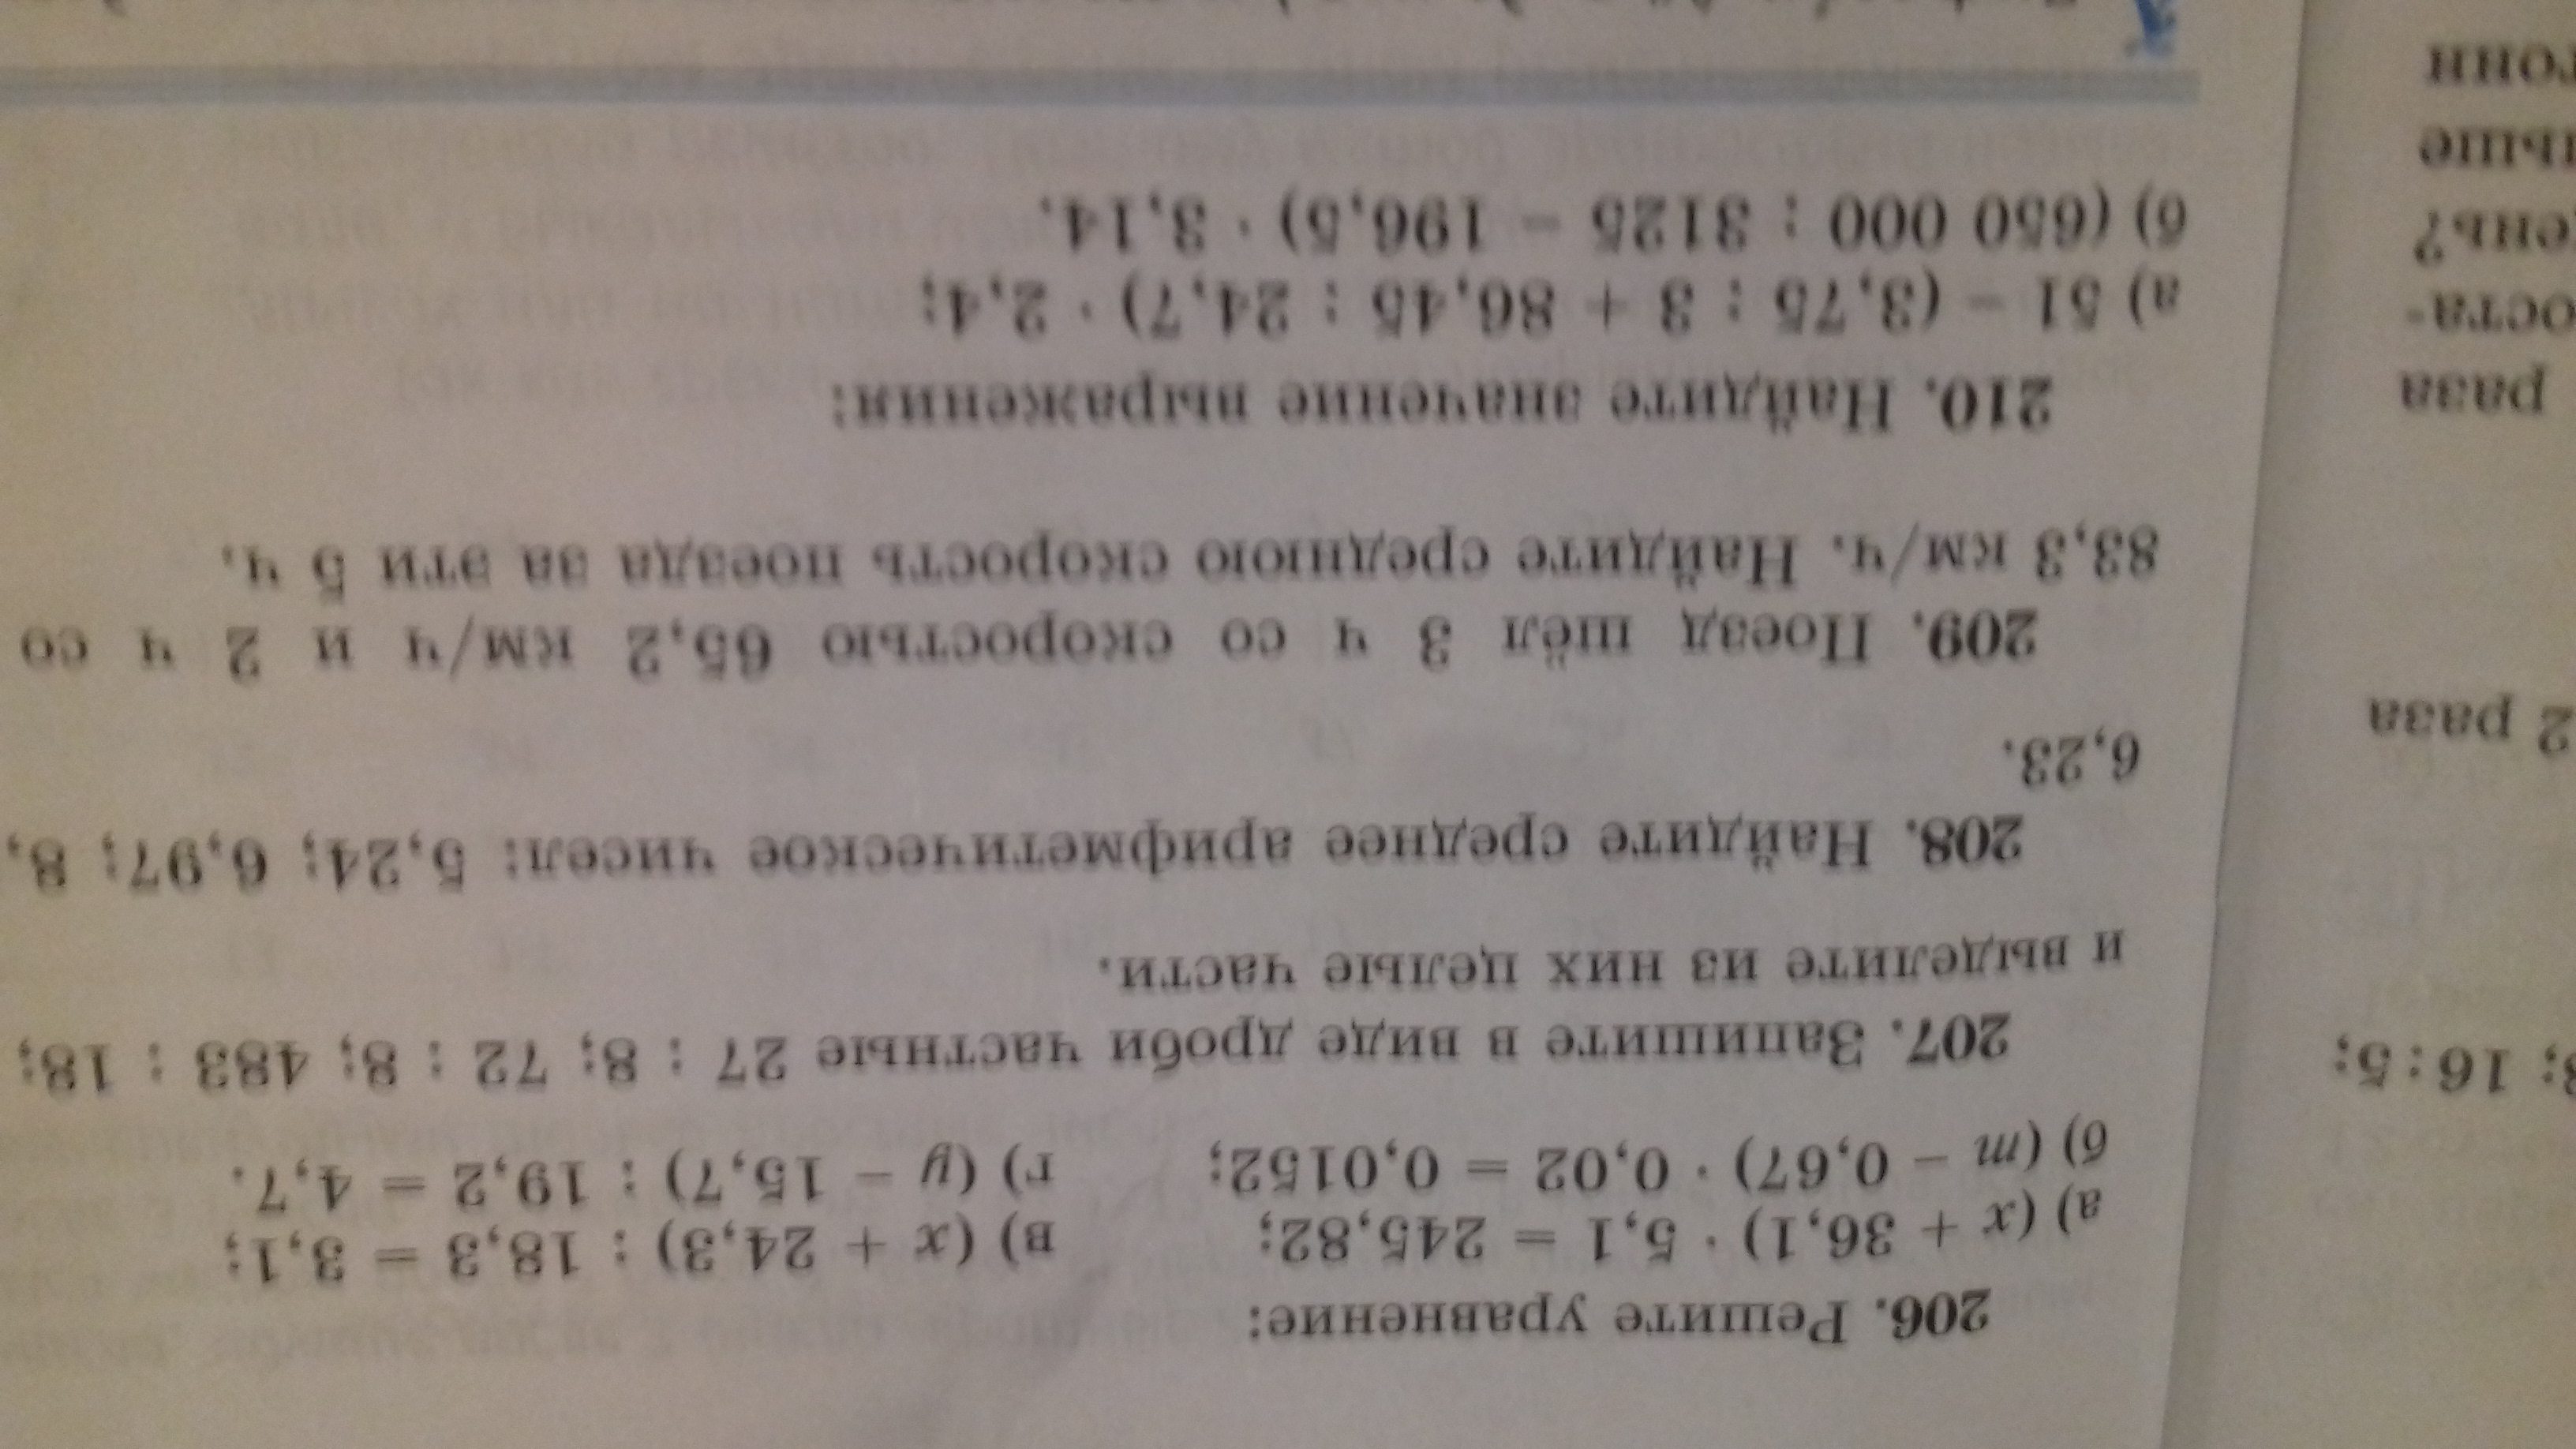 206. Решите уравнение:
а) (x + 36,1) · 5,1 = 245,82;
в) (x + 24,3) : 18,3 = 3,1;
б) (m − 0,67) · 0,02 = 0,0152;
г) (y − 15,7) : 19,2 = 4,7.
207. Запишите в виде дроби частные 27 : 8; 72 : 8; 483 : 18;
и выделите из них целые части.
208. Найдите среднее арифметическое чисел: 5,24; 6,97; 8,
6,23.
209. Поезд шёл 3 ч со скоростью 65,2 км/ч и 2 ч со
83,3 км/ч. Найдите среднюю скорость поезда за эти 5 ч.
210. Найдите значение выражения:
а) 51 − (3,75 : 3 + 86,45 : 24,7) · 2,4;
б) (650 000 : 3125 − 196,5) · 3,14.
16:5;
2 раза
раза